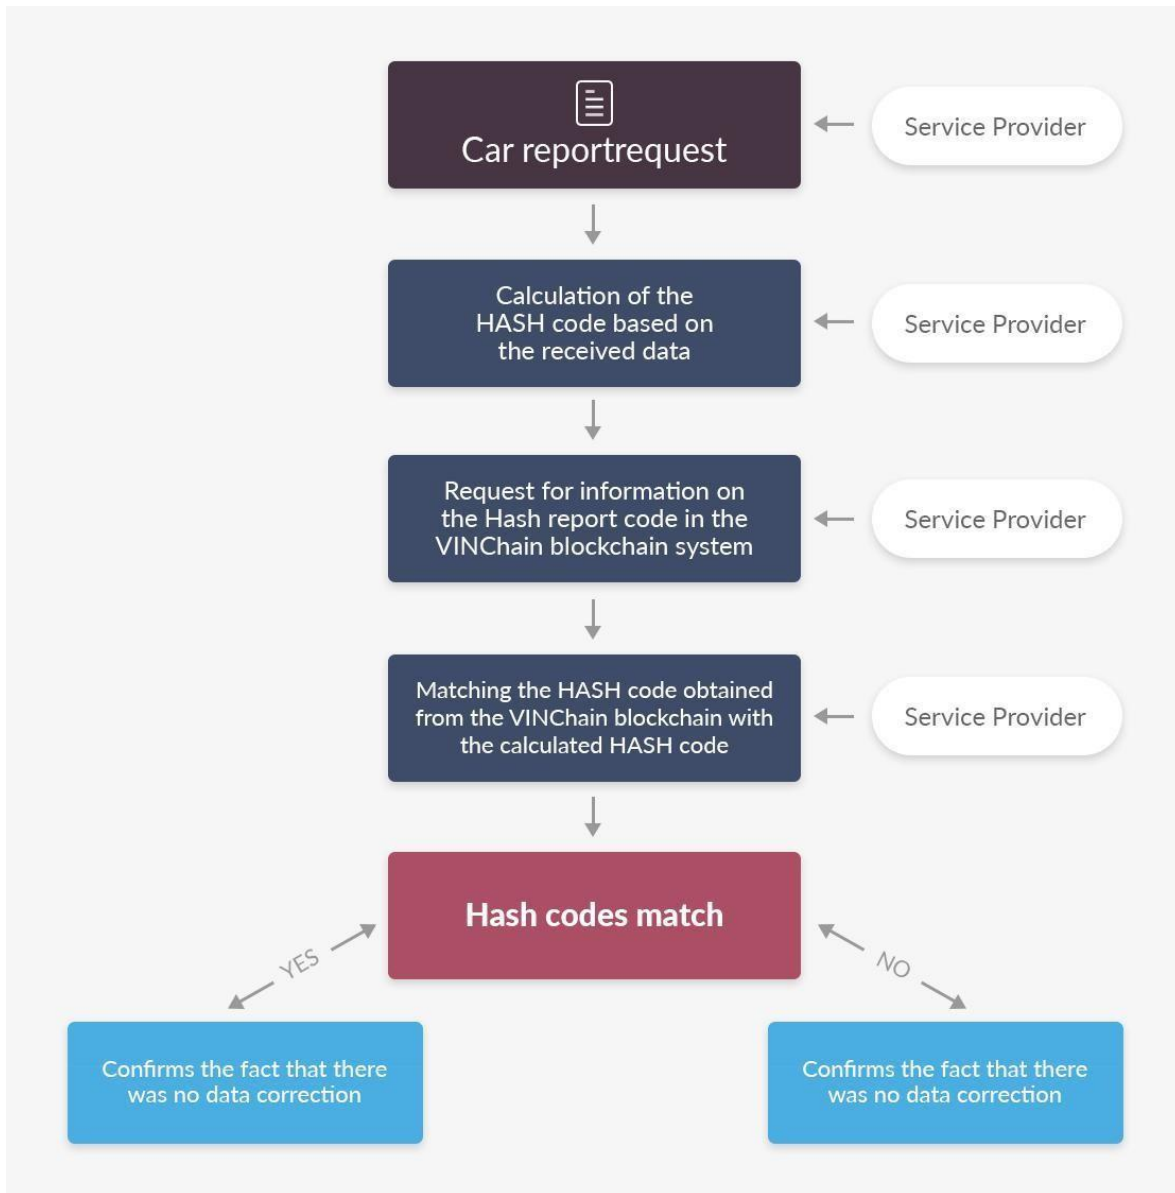 Car reportrequest
Service Provider
Calculation of the
HASH code based on
the received data
Service Provider
Request for information on
the Hash report code in the
VINChain blockchain system
Service Provider
Matching the HASH code obtained
from the VINChain blockchain with
the calculated HASH code
Service Provider
Hash codes match
YES
NO
Confirms the fact that there
was no data correction
Confirms the fact that there
was no data correction